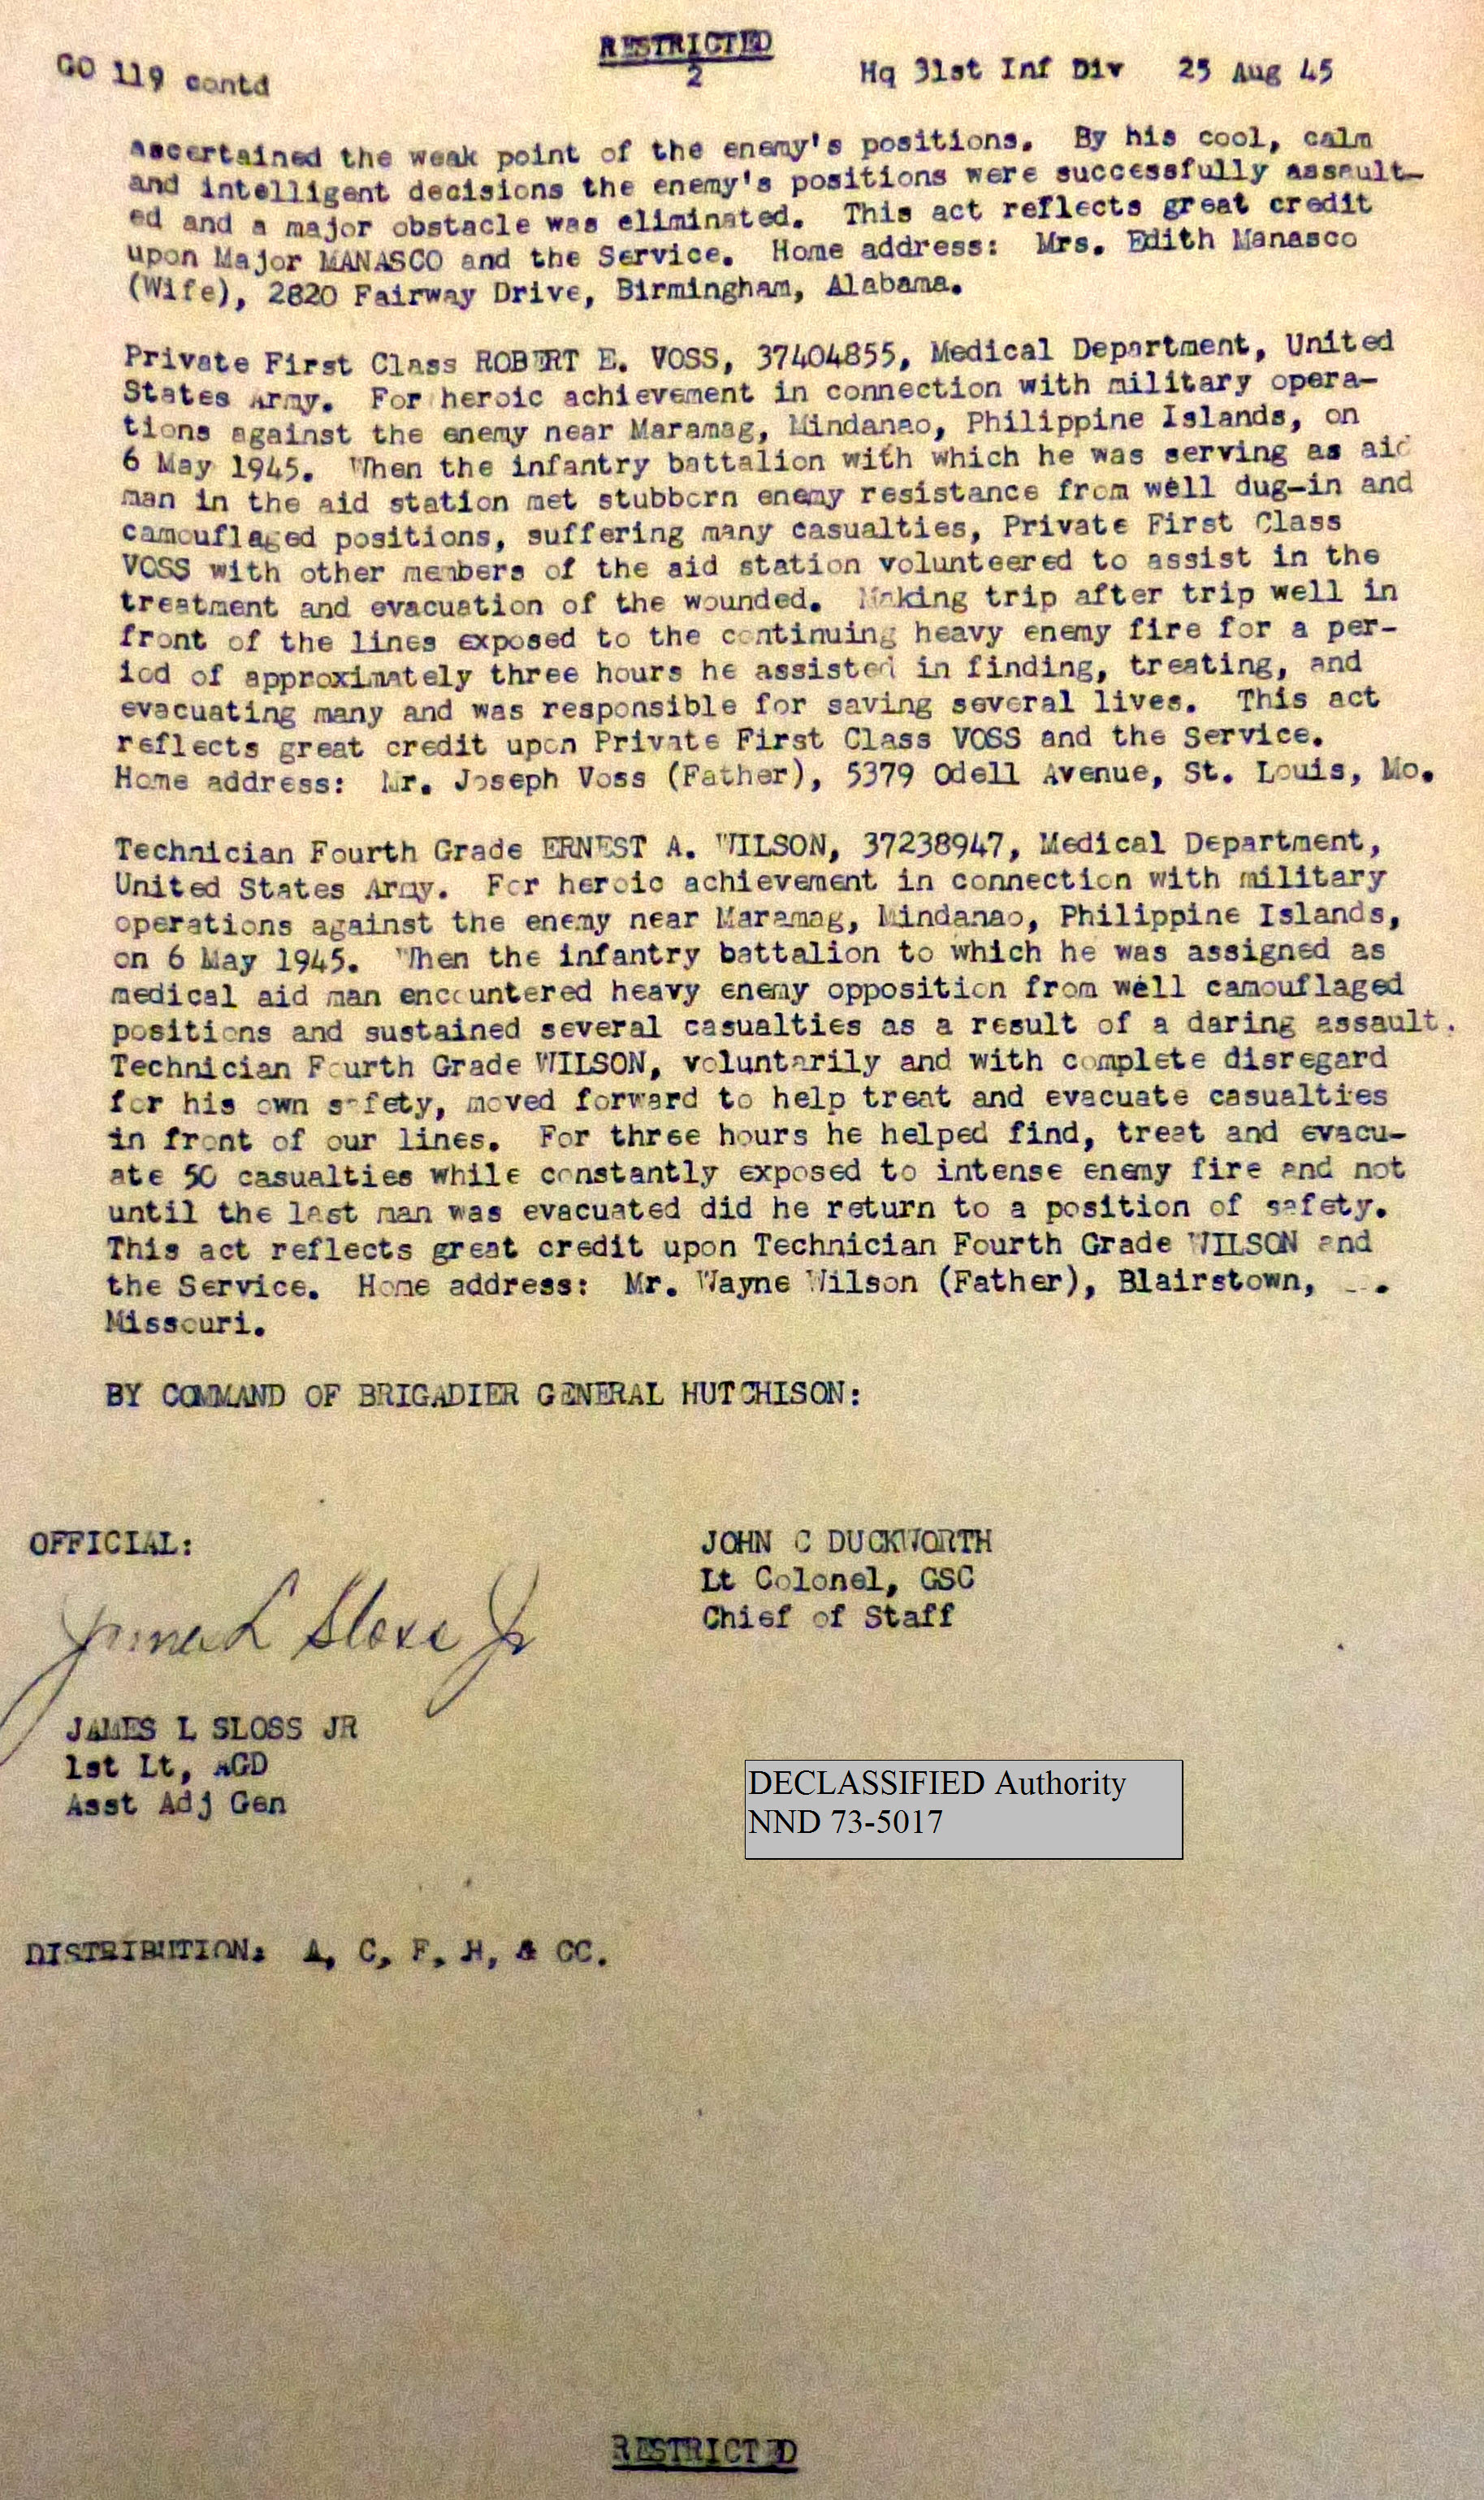 RESTRICTED
GO 119 contd
2
Hq 31st Inf Div 25 Aug 45
ascertained the weak point of the enemy's positions. By his cool, calm
and intelligent decisions the enemy's positions were successfully assault-
ed and a major obstacle was eliminated. This act reflects great credit
upon Major MANASCO and the Service. Home address: Mrs. Edith Manasco
(Wife), 2820 Fairway Drive, Birmingham, Alabama.
Private First Class ROBERT E. VOSS, 37404855, Medical Department, United
States Army. For heroic achievement in connection with military opera-
tions against the enemy near Maramag, Mindanao, Philippine Islands, on
6 May 1945. When the infantry battalion with which he was serving as aid
man in the aid station met stubborn enemy resistance from well dug-in and
camouflaged positions, suffering many casualties, Private First Class
VOSS with other members of the aid station volunteered to assist in the
treatment and evacuation of the wounded. Making trip after trip well in
front of the lines exposed to the continuing heavy enemy fire for a per-
iod of approximately three hours he assisted in finding, treating, and
evacuating many and was responsible for saving several lives. This act
reflects great credit upon Private First Class VOSS and the Service.
Home address: Mr. Joseph Voss (Father), 5379 Odell Avenue, St. Louis, Mo.
Technician Fourth Grade ERNEST A. WILSON, 37238947, Medical Department,
United States Army. For heroic achievement in connection with military
operations against the enemy near Maramag, Mindanao, Philippine Islands,
on 6 May 1945. When the infantry battalion to which he was assigned as
medical aid man encountered heavy enemy opposition from well camouflaged
positions and sustained several casualties as a result of a daring assault.
Technician Fourth Grade WILSON, voluntarily and with complete disregard
for his own safety, moved forward to help treat and evacuate casualties
in front of our lines. For three hours he helped find, treat and evacu-
ate 50 casualties while constantly exposed to intense enemy fire and not
until the last man was evacuated did he return to a position of safety.
This act reflects great credit upon Technician Fourth Grade WILSON and
the Service. Home address: Mr. Wayne Wilson (Father), Blairstown,
Missouri.
BY COMMAND OF BRIGADIER GENERAL HUTCHISON:
OFFICIAL:
James L Sloss Jr
JOHN C DUCKWORTH
Lt Colonel, GSC
Chief of Staff
JAMES L SLOSS JR
1st Lt, AGD
Asst Adj Gen
DECLASSIFIED Authority
NND 73-5017
DISTRIBUTION: A, C, F, H, & CC.
RESTRICTED